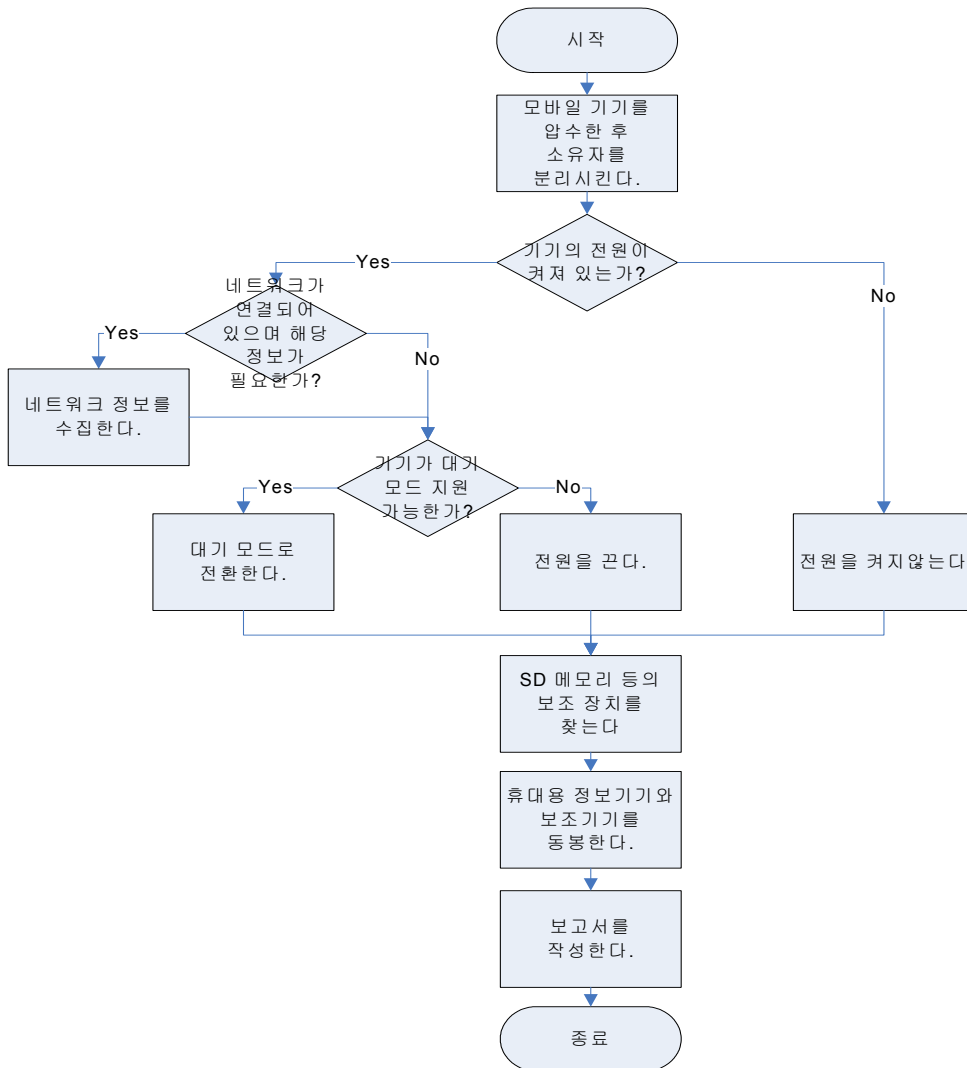 시작
모바일 기기를
압수한 후
소유자를
분리시킨다.
기기의 전원이
켜져 있는가?
Yes
No
네트워크가
연결되어
있으며 해당
정보가
필요한가?
Yes
No
네트워크 정보를
수집한다.
기기가 대기
모드 지원
가능한가?
Yes
No
대기 모드로
전환한다.
전원을 끈다.
전원을 켜지않는다
SD 메모리 등의
보조 장치를
찾는다
휴대용 정보기기와
보조기기를
동봉한다.
보고서를
작성한다.
종료